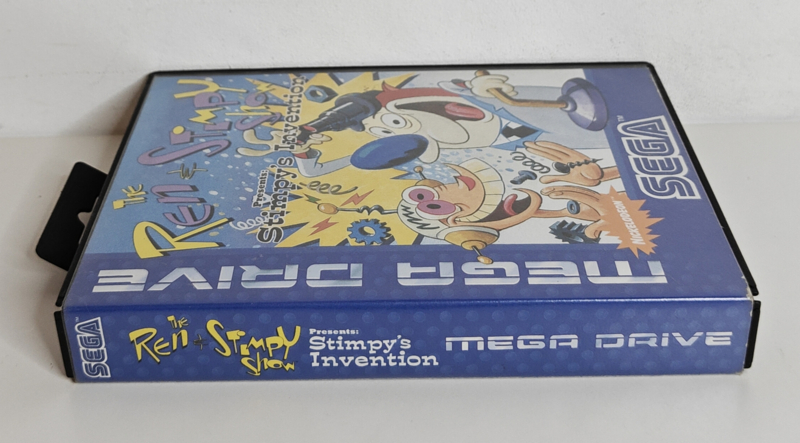 THE
Ren + Stimpy
Show
Presents:
Stimpy's Invention
SEGA™
NICKELODEON
MEGA DRIVE
SEGA
THE
Ren + Stimpy
Show
Presents:
Stimpy's
Invention
MEGA DRIVE